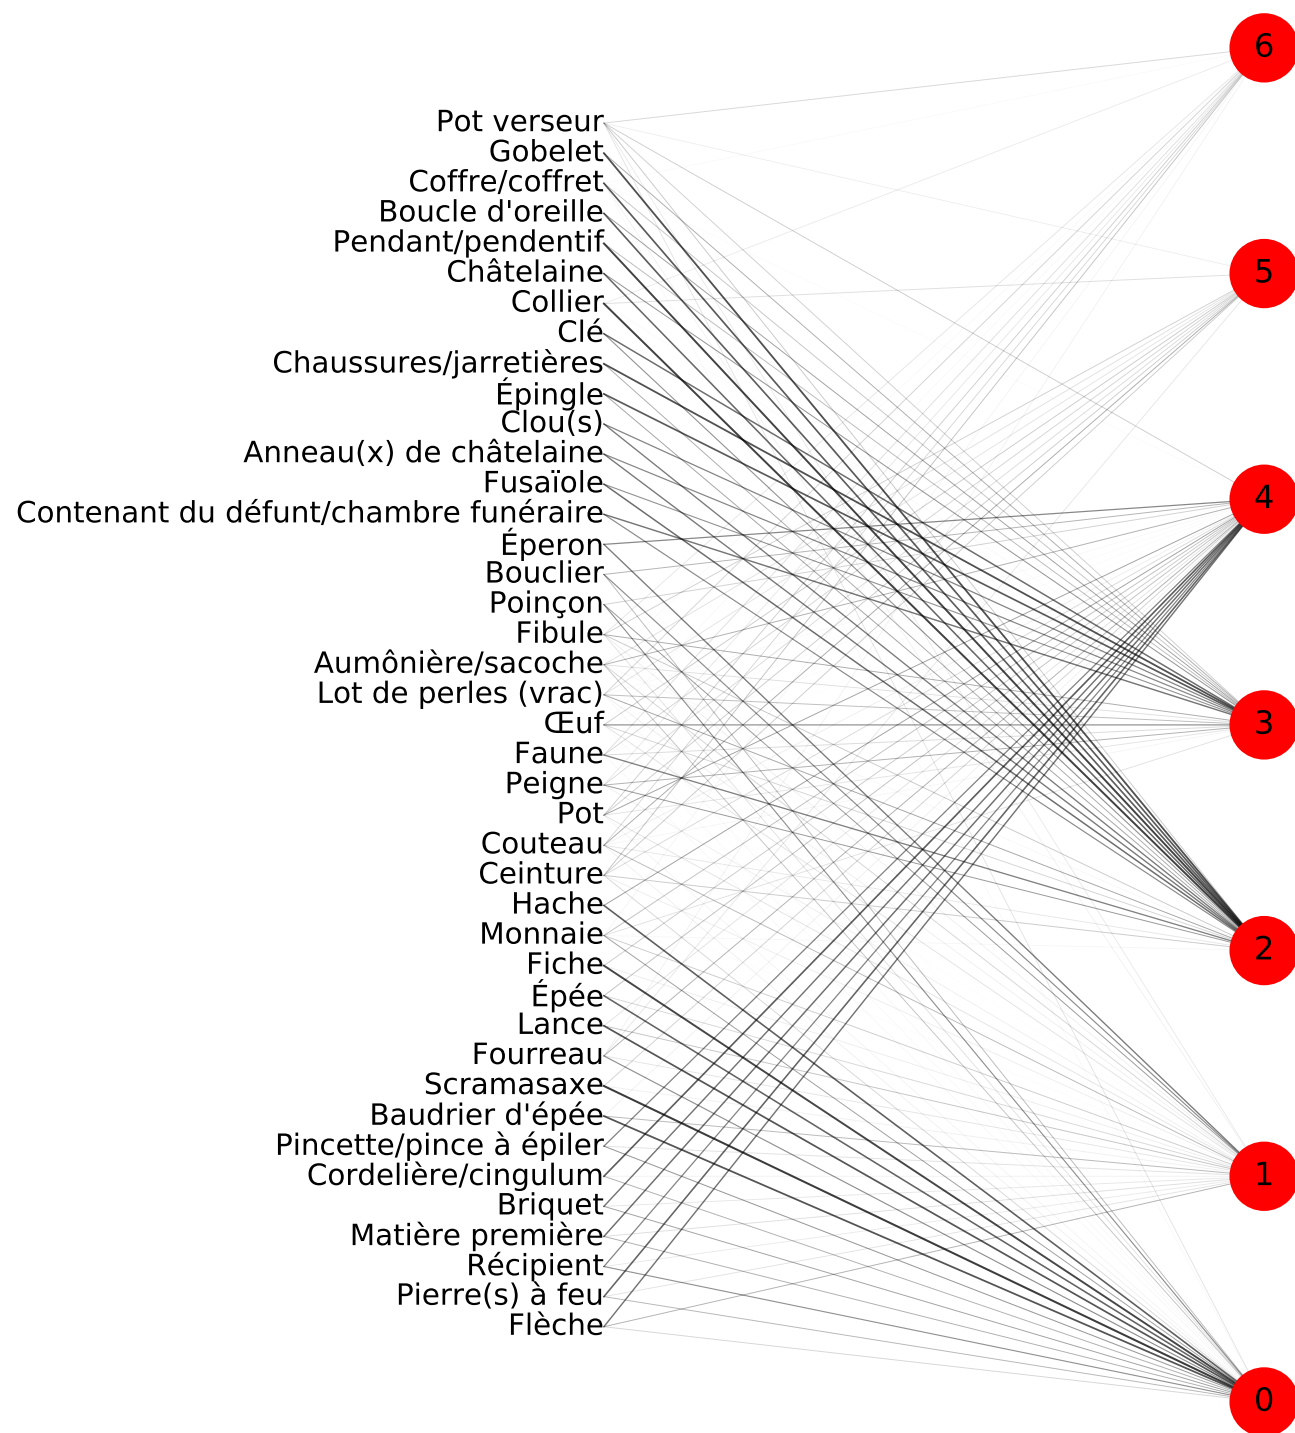 6
Pot verseur
Gobelet
Coffre/coffret
Boucle d'oreille
Pendant/pendentif
Châtelaine
5
Collier
Clé
Chaussures/jarretières
Épingle
Clou(s)
Anneau(x) de châtelaine
Fusaïole
4
Contenant du défunt/chambre funéraire
Éperon
Bouclier
Poinçon
Fibule
Aumônière/sacoche
Lot de perles (vrac)
Œuf
3
Faune
Peigne
Pot
Couteau
Ceinture
Hache
Monnaie
2
Fiche
Épée
Lance
Fourreau
Scramasaxe
Baudrier d'épée
Pincette/pince à épiler
Cordelière/cingulum
1
Briquet
Matière première
Récipient
Pierre(s) à feu
Flèche
0